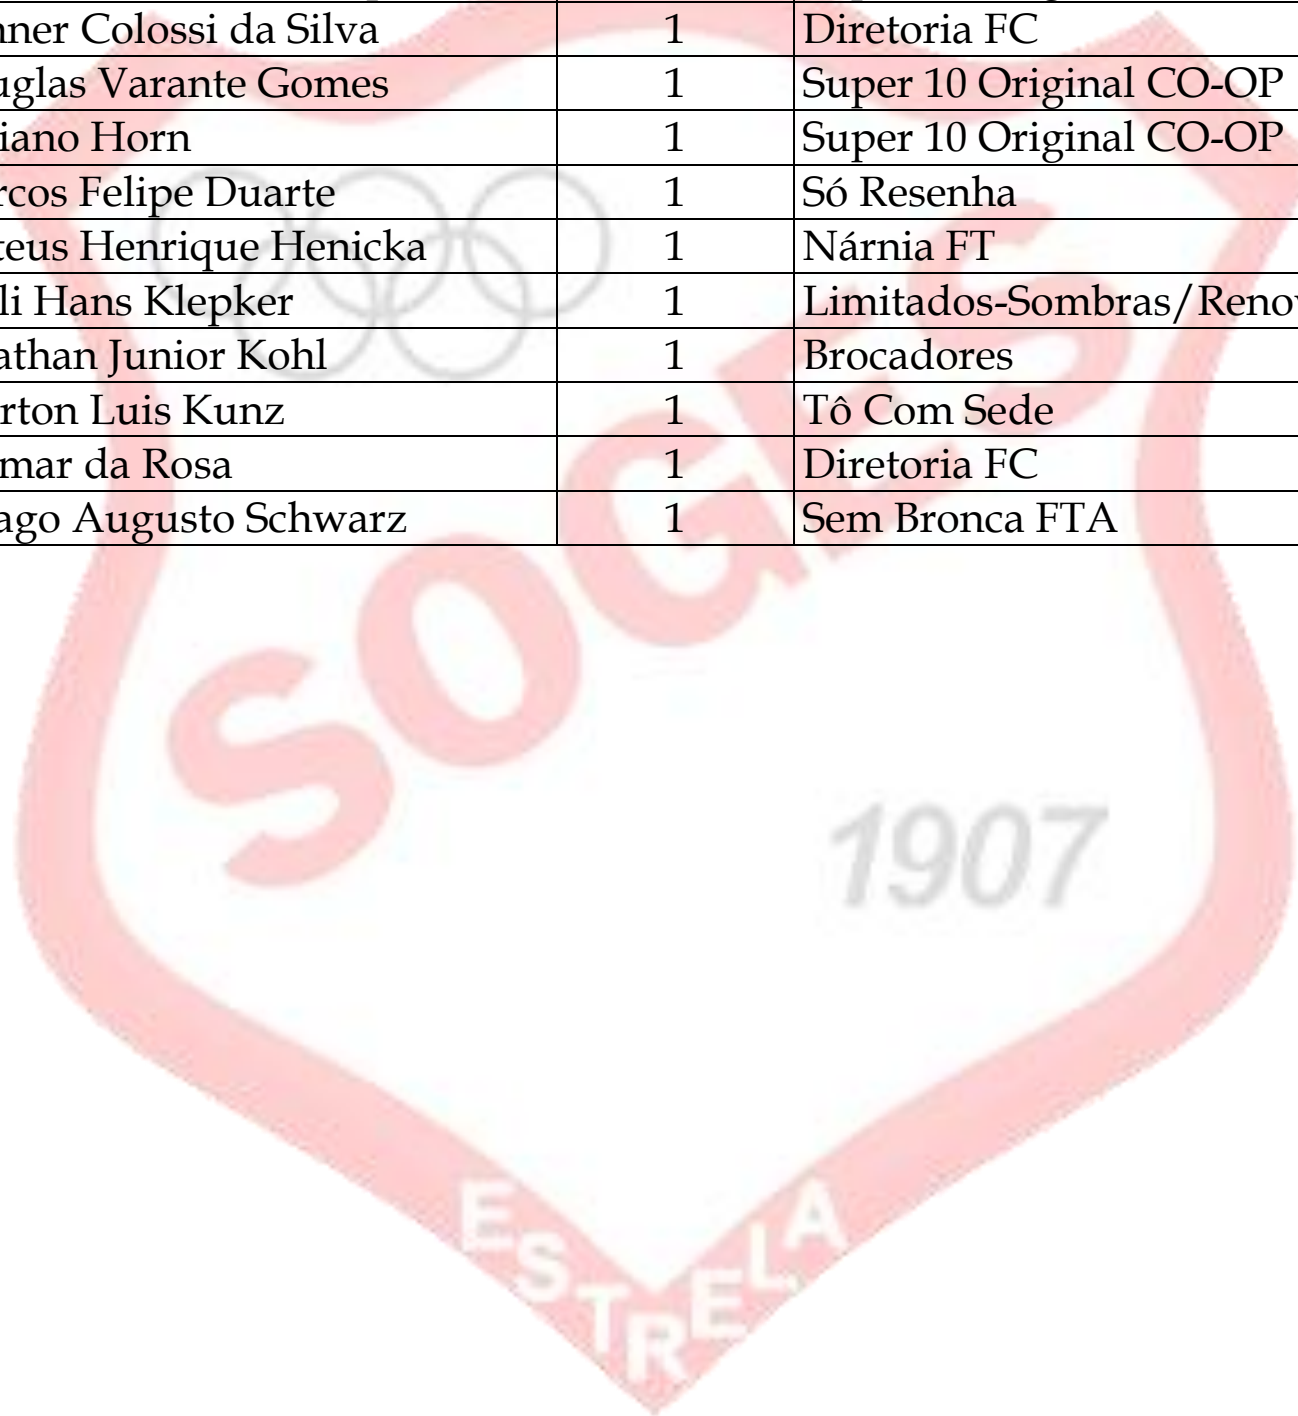 nner Colossi da Silva 1 Diretoria FC
uglas Varante Gomes 1 Super 10 Original CO-OP
iano Horn 1 Super 10 Original CO-OP
rcos Felipe Duarte 1 Só Resenha
teus Henrique Henicka 1 Nárnia FT
li Hans Klepker 1 Limitados-Sombras/Renov
athan Junior Kohl 1 Brocadores
rton Luis Kunz 1 Tô Com Sede
mar da Rosa 1 Diretoria FC
ago Augusto Schwarz 1 Sem Bronca FTA
SOGES
1907
ESTRELA